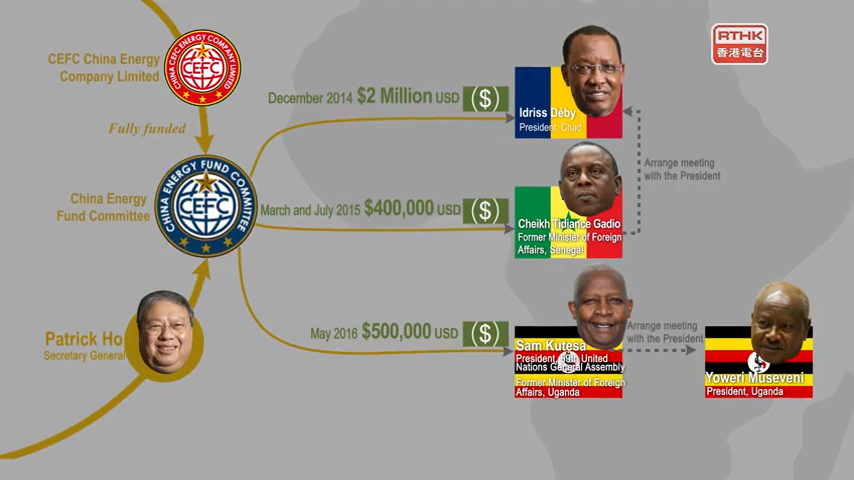 RTHK
香港電台
CEFC China Energy
Company Limited
CHINA CEFC ENERGY COMPANY LIMITED
CEFC
Fully funded
China Energy
Fund Committee
CHINA ENERGY FUND COMMITTEE
CEFC
Patrick Ho
Secretary General
December 2014 $2 Million USD
($)
Idriss Déby
President, Chad
Arrange meeting
with the President
March and July 2015 $400,000 USD
($)
Cheikh Tidiance Gadio
Former Minister of Foreign
Affairs, Senegal
May 2016 $500,000 USD
($)
Sam Kutesa
President, 69th United
Nations General Assembly
Former Minister of Foreign
Affairs, Uganda
Arrange meeting
with the President
Yoweri Museveni
President, Uganda